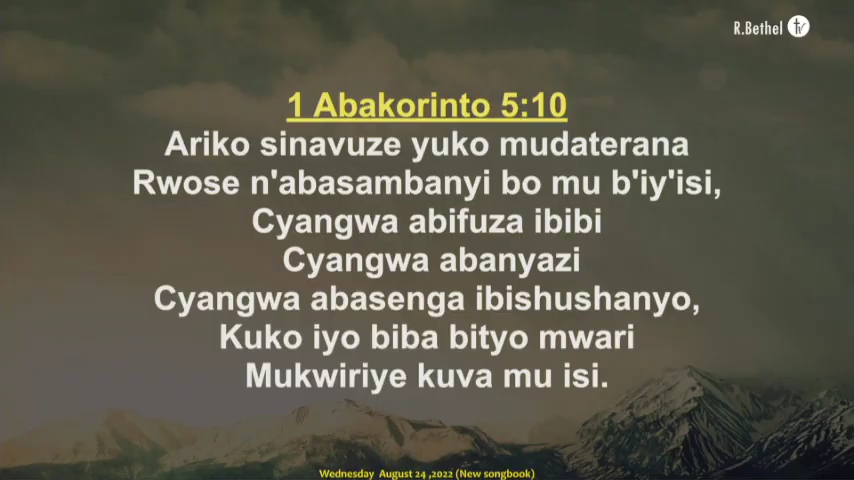 R.Bethel tv
1 Abakorinto 5:10
Ariko sinavuze yuko mudaterana
Rwose n'abasambanyi bo mu b'iy'isi,
Cyangwa abifuza ibibi
Cyangwa abanyazi
Cyangwa abasenga ibishushanyo,
Kuko iyo biba bityo mwari
Mukwiriye kuva mu isi.
Wednesday August 24 ,2022 (New songbook)